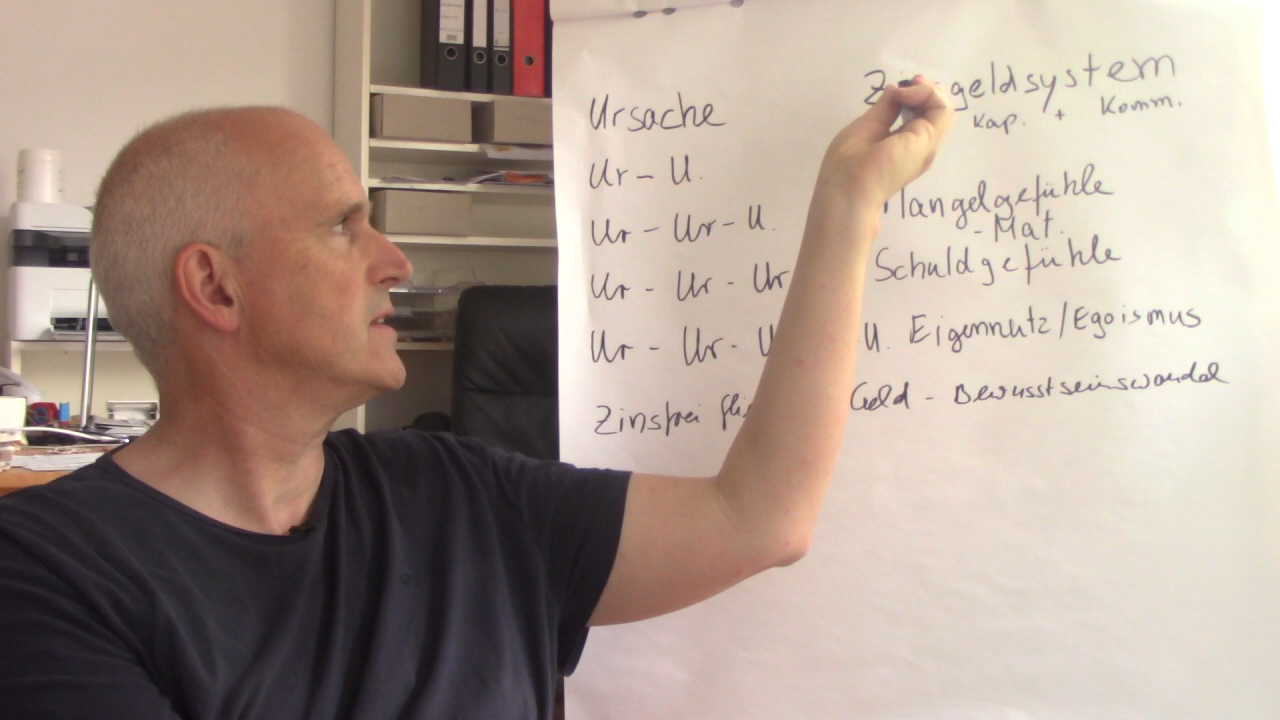 Ursache geldsystem
Kap. + Komm.
Ur - U. Mangelgefühle
- Mat.
Ur - Ur - U.
Ur - Ur - Ur Schuldgefühle
Ur - Ur - U. Eigennutz/Egoismus
Zinsfrei Geld - Bewusstseinswandel